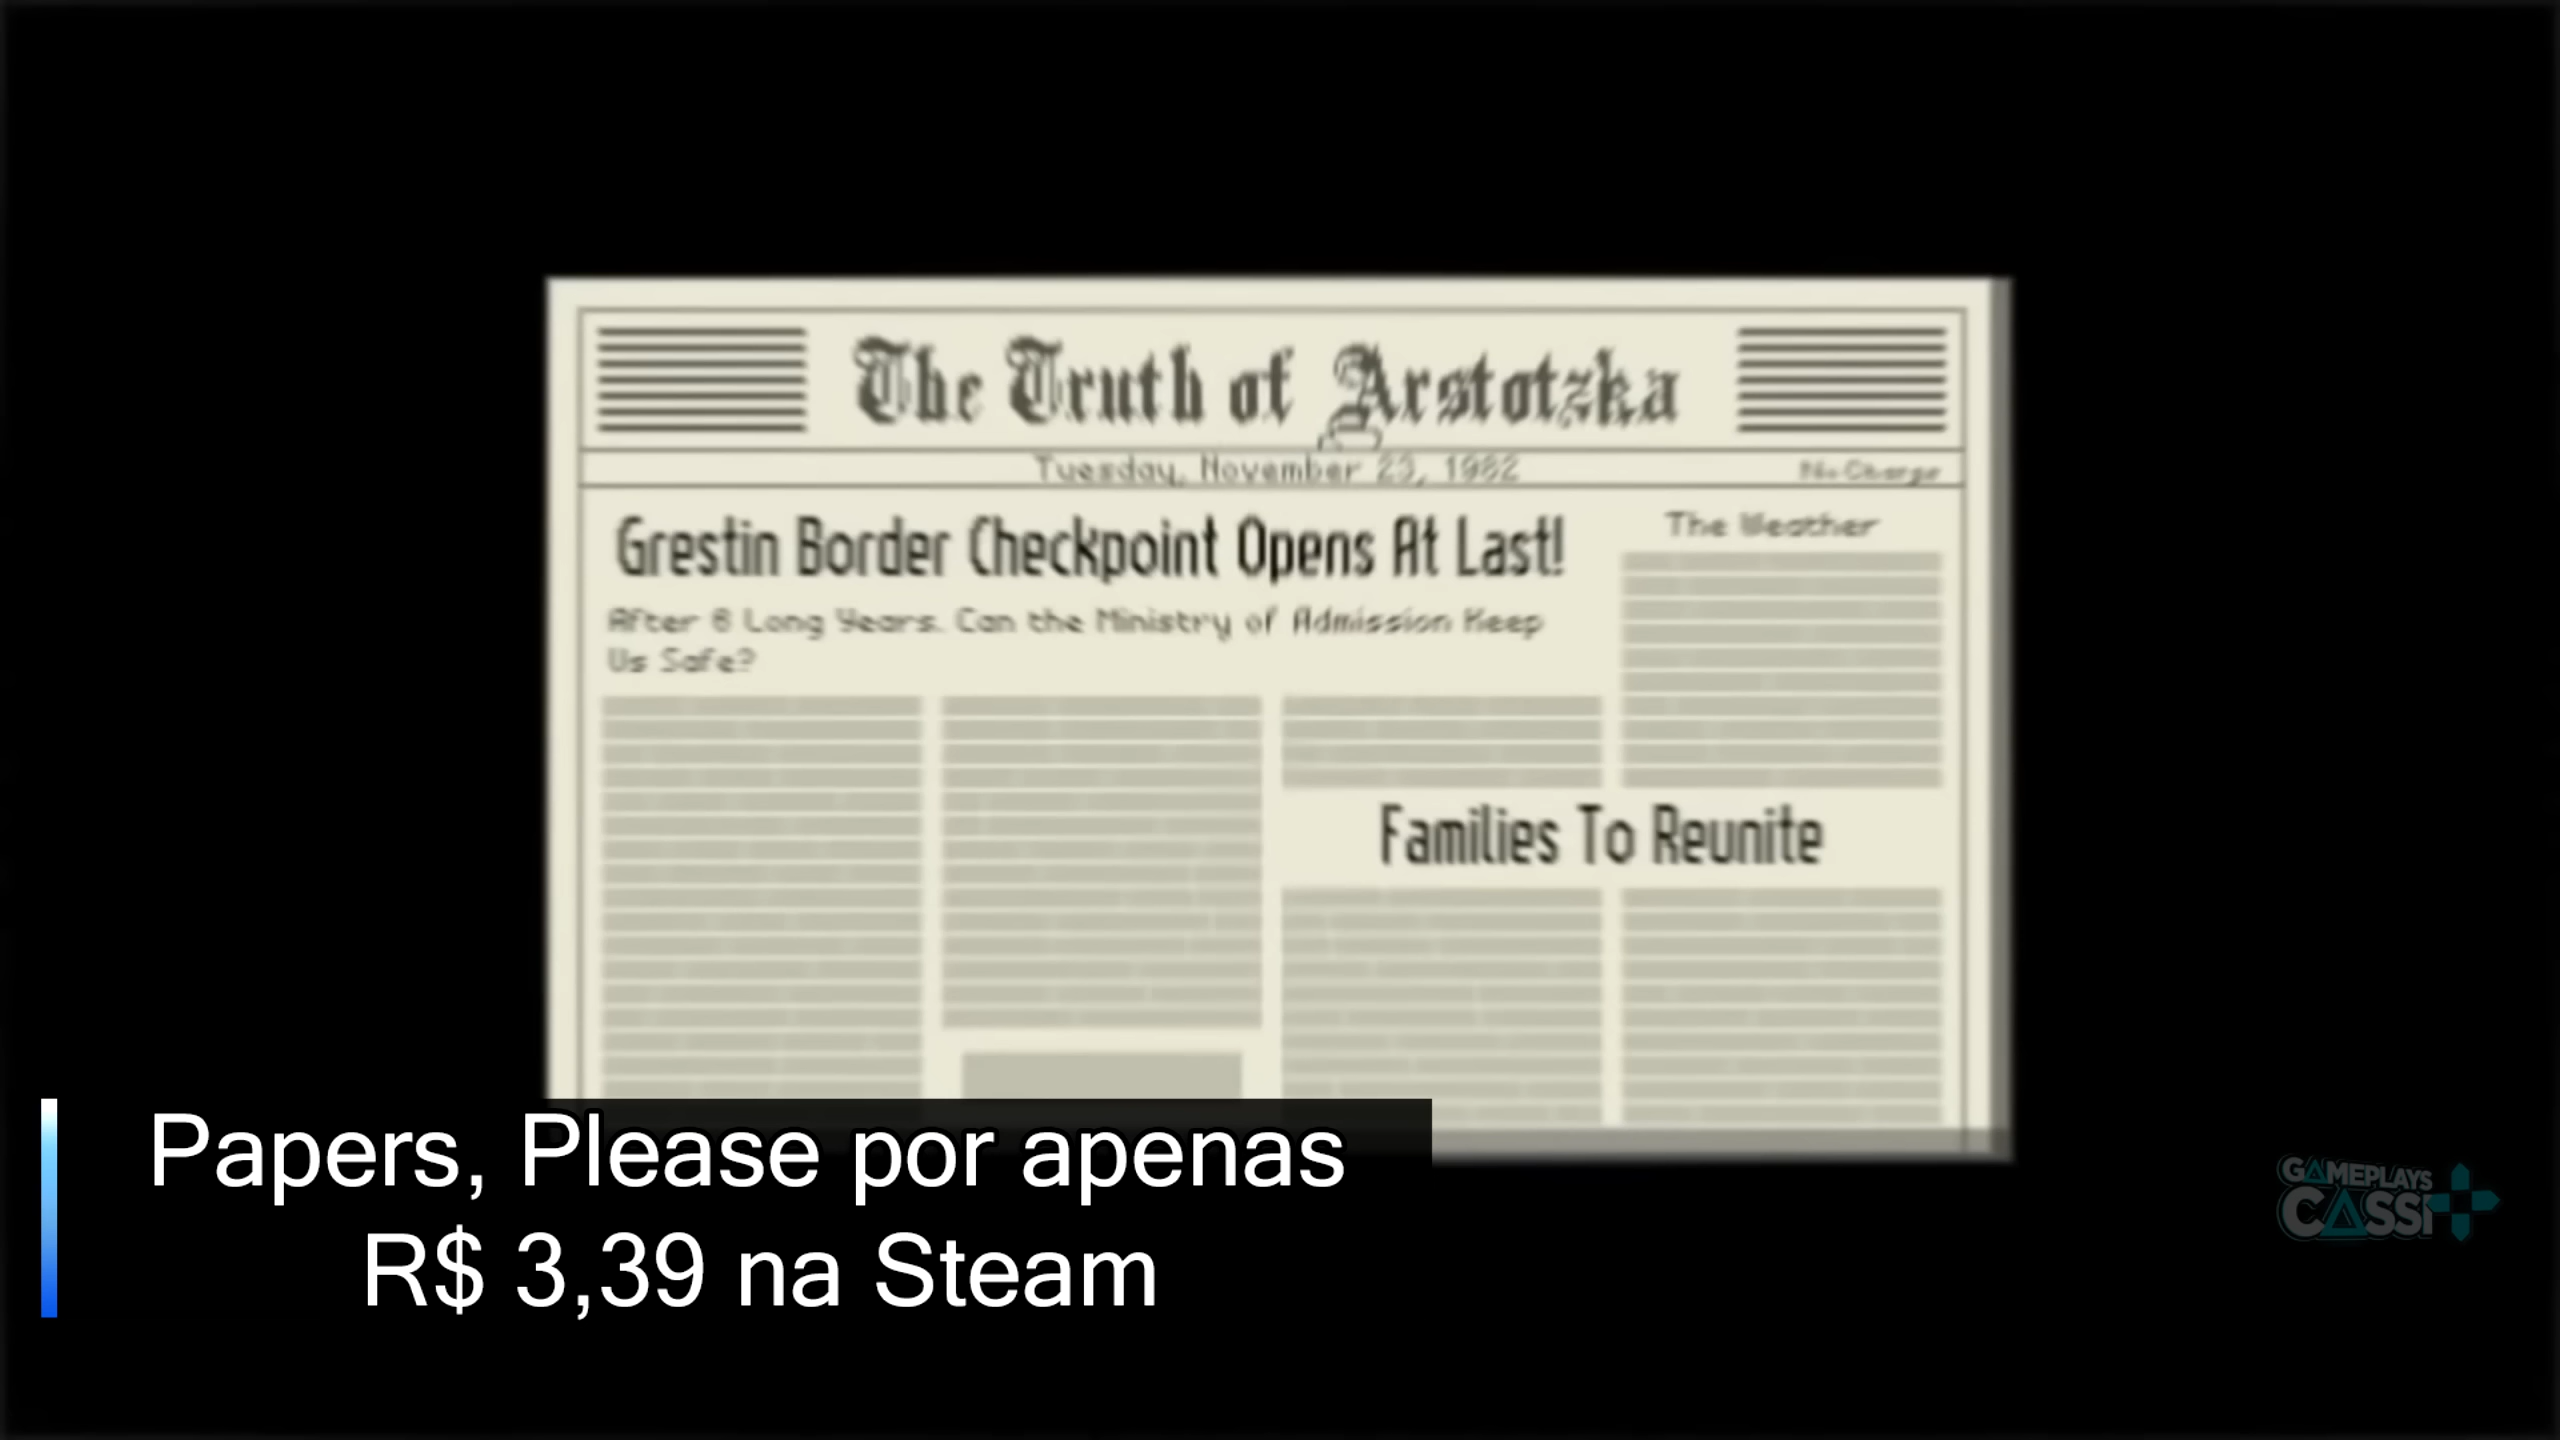 The Truth of Arstotzka
Tuesday, November 23, 1982
No Charge
Grestin Border Checkpoint Opens At Last!
The Weather
After 6 Long Years. Can the Ministry of Admission Keep
Us Safe?
Families To Reunite
Papers, Please por apenas
R$ 3,39 na Steam
GAMEPLAYS
CASSI